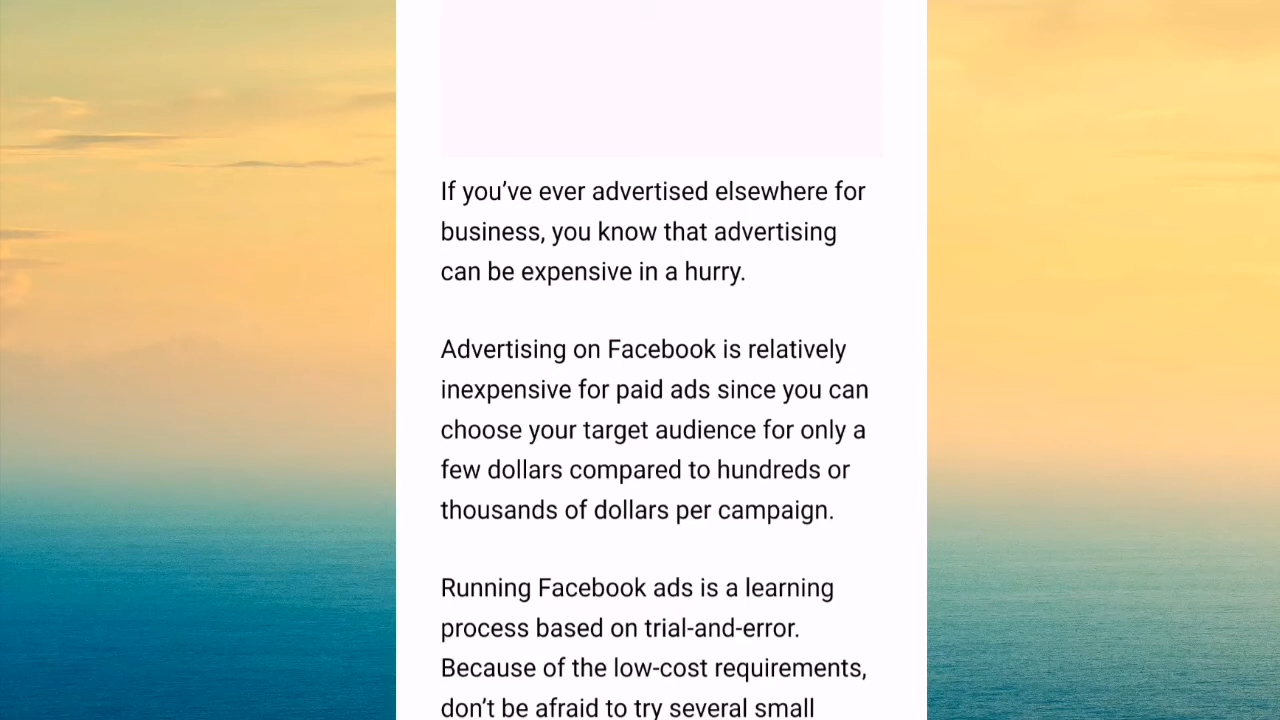 If you’ve ever advertised elsewhere for
business, you know that advertising
can be expensive in a hurry.
Advertising on Facebook is relatively
inexpensive for paid ads since you can
choose your target audience for only a
few dollars compared to hundreds or
thousands of dollars per campaign.
Running Facebook ads is a learning
process based on trial-and-error.
Because of the low-cost requirements,
don’t be afraid to try several small